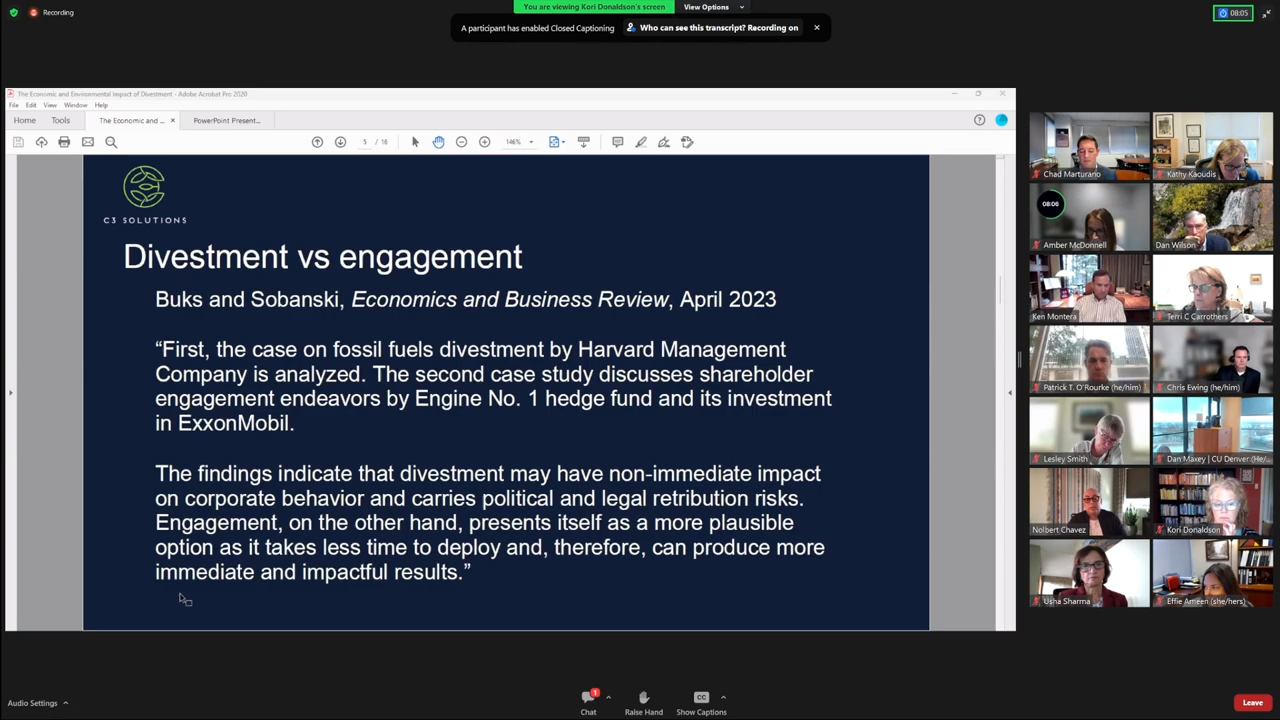 You are viewing Kori Donaldson's screen
View Options
Recording
08:05
A participant has enabled Closed Captioning
Who can see this transcript? Recording on
The Economic and Environmental Impact of Divestment - Adobe Acrobat Pro 2020
File Edit View Window Help
Home Tools The Economic and ... PowerPoint Present...
5 / 16 146%
C3 SOLUTIONS
Divestment vs engagement
Buks and Sobanski, Economics and Business Review, April 2023
“First, the case on fossil fuels divestment by Harvard Management
Company is analyzed. The second case study discusses shareholder
engagement endeavors by Engine No. 1 hedge fund and its investment
in ExxonMobil.
The findings indicate that divestment may have non-immediate impact
on corporate behavior and carries political and legal retribution risks.
Engagement, on the other hand, presents itself as a more plausible
option as it takes less time to deploy and, therefore, can produce more
immediate and impactful results.”
Chad Marturano
Kathy Kaoudis
08:06
Amber McDonnell
Dan Wilson
Ken Montera
Terri C Carrothers
Patrick T. O'Rourke (he/him)
Chris Ewing (he/him)
Lesley Smith
Dan Maxey | CU Denver (He/...
Nolbert Chavez
Kori Donaldson
Usha Sharma
Effie Ameen (she/hers)
Audio Settings
1
Chat
Raise Hand
CC
Show Captions
Leave